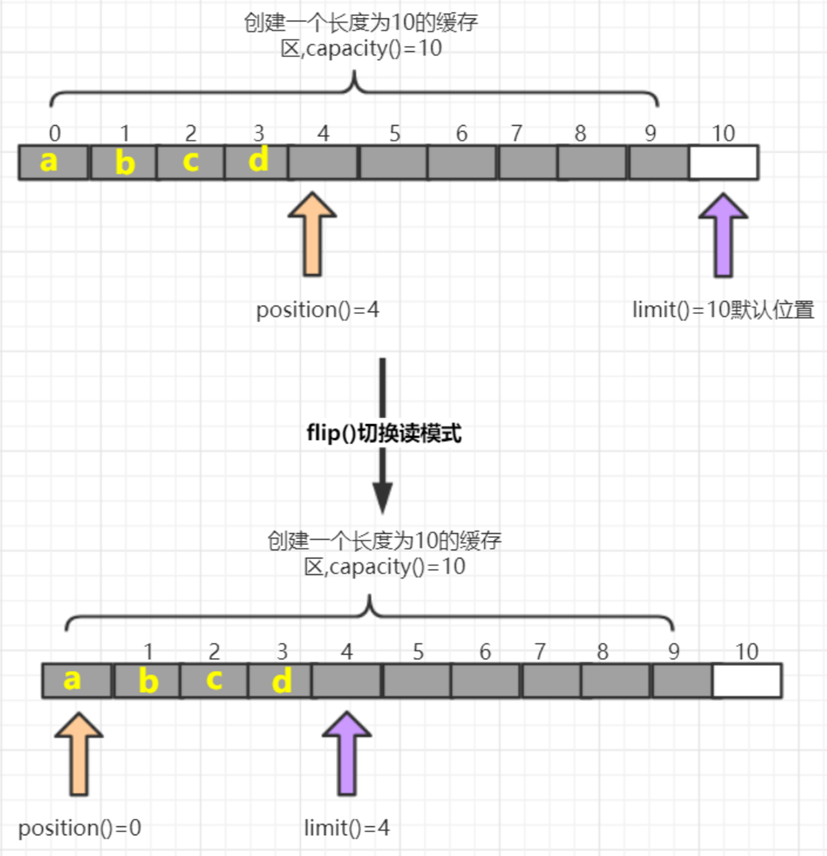 创建一个长度为10的缓存
区,capacity()=10
0 1 2 3 4 5 6 7 8 9 10
a b c d
position()=4 limit()=10默认位置
flip()切换读模式
创建一个长度为10的缓存
区,capacity()=10
1 2 3 4 5 6 7 8 9 10
a b c d
position()=0 limit()=4